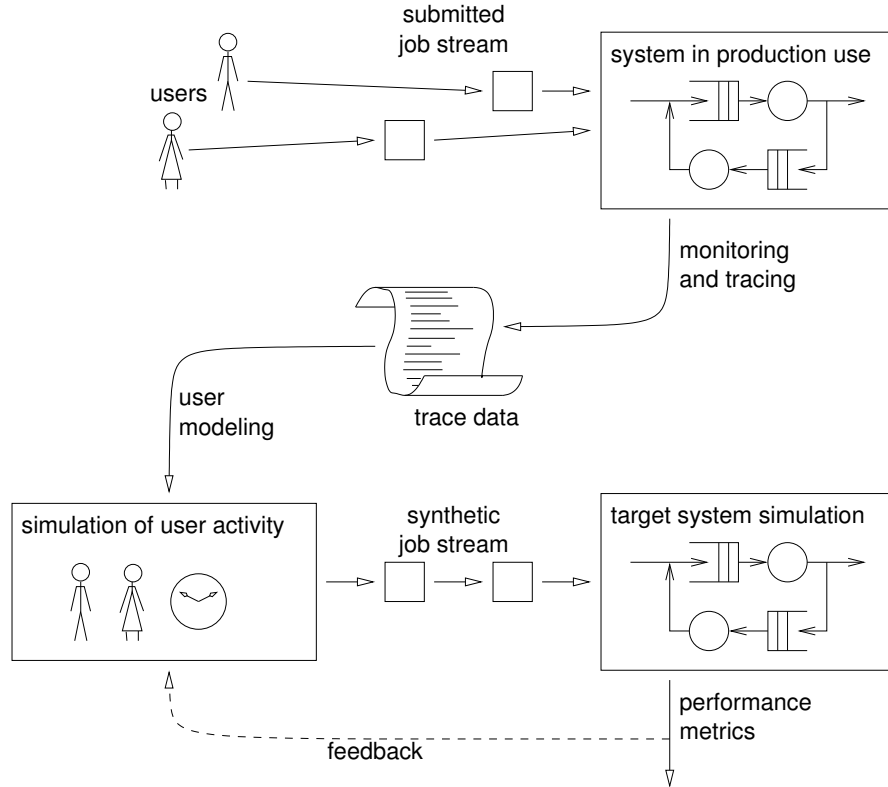 submitted
job stream
system in production use
users
monitoring
and tracing
trace data
user
modeling
simulation of user activity
synthetic
job stream
target system simulation
performance
metrics
feedback